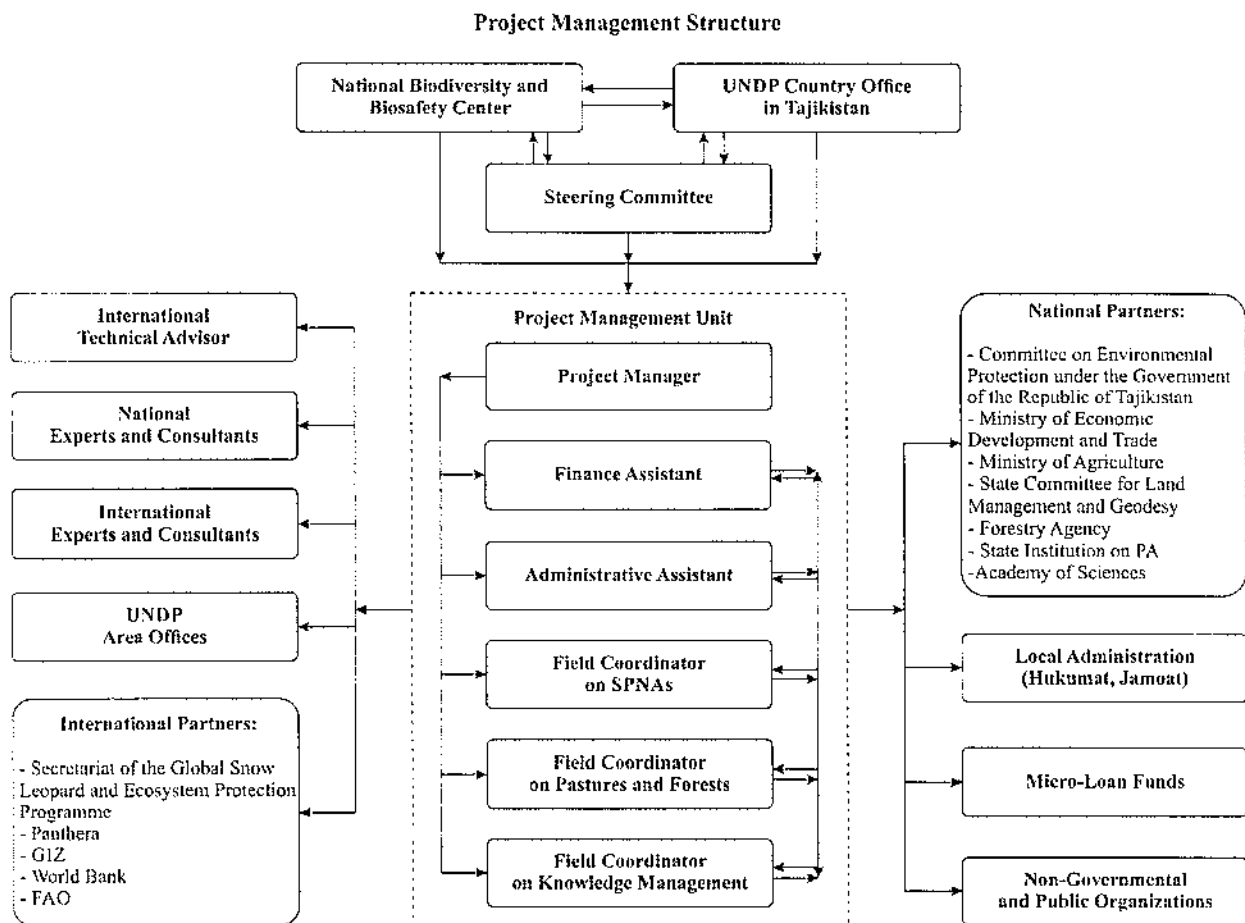 Project Management Structure
National Biodiversity and
Biosafety Center
UNDP Country Office
in Tajikistan
Steering Committee
International
Technical Advisor
National
Experts and Consultants
International
Experts and Consultants
UNDP
Area Offices
International Partners:
- Secretariat of the Global Snow
Leopard and Ecosystem Protection
Programme
- Panthera
- GIZ
- World Bank
- FAO
Project Management Unit
Project Manager
Finance Assistant
Administrative Assistant
Field Coordinator
on SPNAs
Field Coordinator
on Pastures and Forests
Field Coordinator
on Knowledge Management
National Partners:
- Committee on Environmental
Protection under the Government
of the Republic of Tajikistan
- Ministry of Economic
Development and Trade
- Ministry of Agriculture
- State Committee for Land
Management and Geodesy
- Forestry Agency
- State Institution on PA
-Academy of Sciences
Local Administration
(Hukumat, Jamoat)
Micro-Loan Funds
Non-Governmental
and Public Organizations